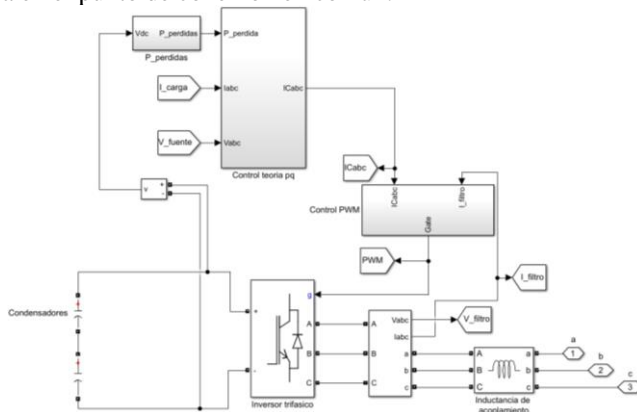 Vdc P_perdidas
P_perdidas
P_perdida
I_carga
Iabc
ICabc
V_fuente
Vabc
Control teoria pq
v
+
-
ICabc
ICabc
I_filtro
Control PWM
Gate
PWM
I_filtro
Condensadores
+
g
A
B
C
-
Inversor trifasico
A
B
C
Vabc
Iabc
a
b
c
V_filtro
A a
B b
C c
Inductancia de
acoplamiento
a
1
b
2
c
3